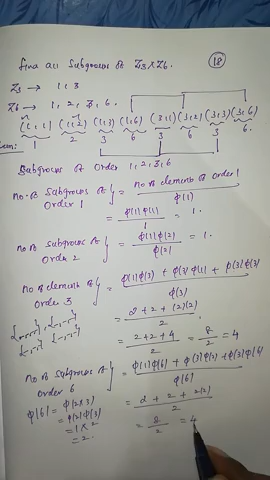 Find all Subgroups of Z3 x Z6. (18)
Z3 → 1, 3
Z6 → 1, 2, 3, 6.
(1,1) (1,2) (1,3) (1,6) (3,1) (3,2) (3,3) (3,6)
1 2 3 6 3 6 3 6.
Subgroups of Order 1, 2, 3, 6
No. of Subgroups of Order 1 } = No of elements of order 1 / φ(1)
= φ(1) φ(1) / 1 = 1.
No of Subgroups of Order 2 } = φ(1) φ(2) / φ(2) = 1.
No of elements of Order 3 } = φ(1) φ(3) + φ(3) φ(1) + φ(3) φ(3) / φ(3)
= 2 + 2 + (2)(2) / 2
= 2+2+4 / 2 = 8 / 2 = 4
No of Subgroups of Order 6 } = φ(1) φ(6) + φ(3) φ(2) + φ(3) φ(6) / φ(6)
φ(6) = φ(2x3)
= φ(2) φ(3)
= 1 x 2
= 2.
= 2 + 2 + 2(2) / 2
= 8 / 2 = 4